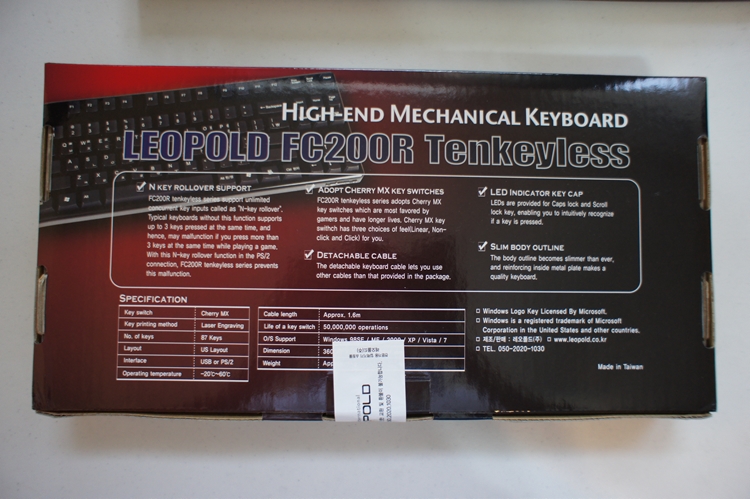 HIGH-END MECHANICAL KEYBOARD
LEOPOLD FC200R Tenkeyless
N KEY ROLLOVER SUPPORT
FC200R tenkeyless series support unlimited
concurrent key inputs called as "N-key rollover".
Typical keyboards without this function supports
up to 3 keys pressed at the same time, and
hence, may malfunction if you press more than
3 keys at the same time while playing a game.
With this N-key rollover function in the PS/2
connection, FC200R tenkeyless series prevents
this malfunction.
ADOPT CHERRY MX KEY SWITCHES
FC200R tenkeyless series adopts Cherry MX
key switches which are most favored by
gamers and have longer lives. Cherry MX key
switch has three choices of feel(Linear, Non-
click and Click) for you.
DETACHABLE CABLE
The detachable keyboard cable lets you use
other cables than that provided in the package.
LED INDICATOR KEY CAP
LEDs are provided for Caps lock and Scroll
lock key, enabling you to intuitively recognize
if a key is pressed.
SLIM BODY OUTLINE
The body outline becomes slimmer than ever,
and reinforcing inside metal plate makes a
quality keyboard.
SPECIFICATION
Key switch Cherry MX
Key printing method Laser Engraving
No. of keys 87 Keys
Layout US Layout
Interface USB or PS/2
Operating temperature -20℃~60℃
Cable length Approx. 1.6m
Life of a key switch 50,000,000 operations
O/S Support Windows 98SE / ME / 2000 / XP / Vista / 7
Dimension 360
Weight App
Windows Logo Key Licensed By Microsoft.
Windows is a registered trademark of Microsoft
Corporation in the United States and other countries.
제조/판매 : 레오폴드(주) www.leopold.co.kr
TEL. 050-2020-1030
Made in Taiwan
POLD